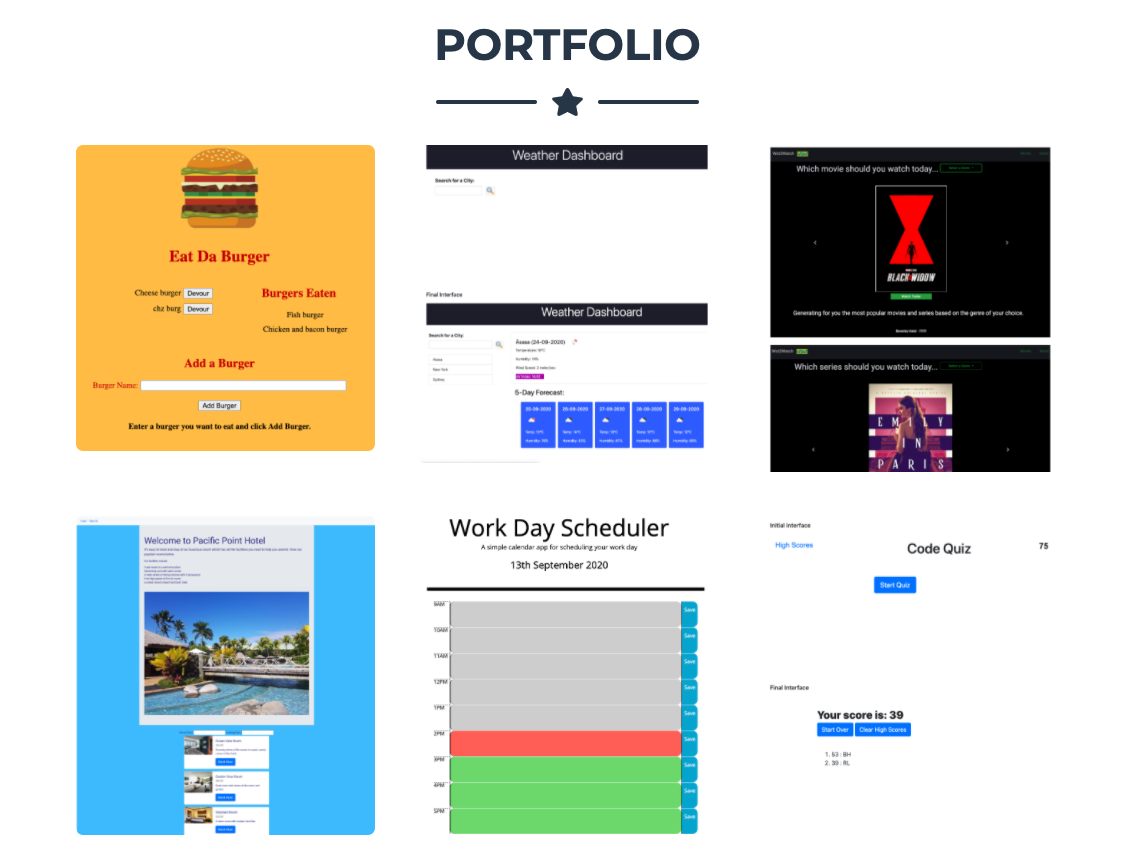 PORTFOLIO
Eat Da Burger
Cheese burger Devour
chz burg Devour
Burgers Eaten
Fish burger
Chicken and bacon burger
Add a Burger
Burger Name:
Add Burger
Enter a burger you want to eat and click Add Burger.
Weather Dashboard
Search for a City:
Final Interface
Weather Dashboard
Search for a City:
New York
Sydney
(24-09-2020)
5-Day Forecast:
25-09-2020 26-09-2020 27-09-2020 28-09-2020 29-09-2020
Which movie should you watch today...
BLACK WIDOW
Generating for you the most popular movies and series based on the genre of your choice.
Which series should you watch today...
EMILY
IN
PARIS
Welcome to Pacific Point Hotel
Work Day Scheduler
A simple calendar app for scheduling your work day
13th September 2020
9AM Save
10AM Save
11AM Save
12PM Save
1PM Save
2PM Save
3PM Save
4PM Save
5PM Save
Initial Interface
High Scores
Code Quiz
75
Start Quiz
Final Interface
Your score is: 39
Start Over Clear High Scores
1. 53 : BH
2. 39 : RL